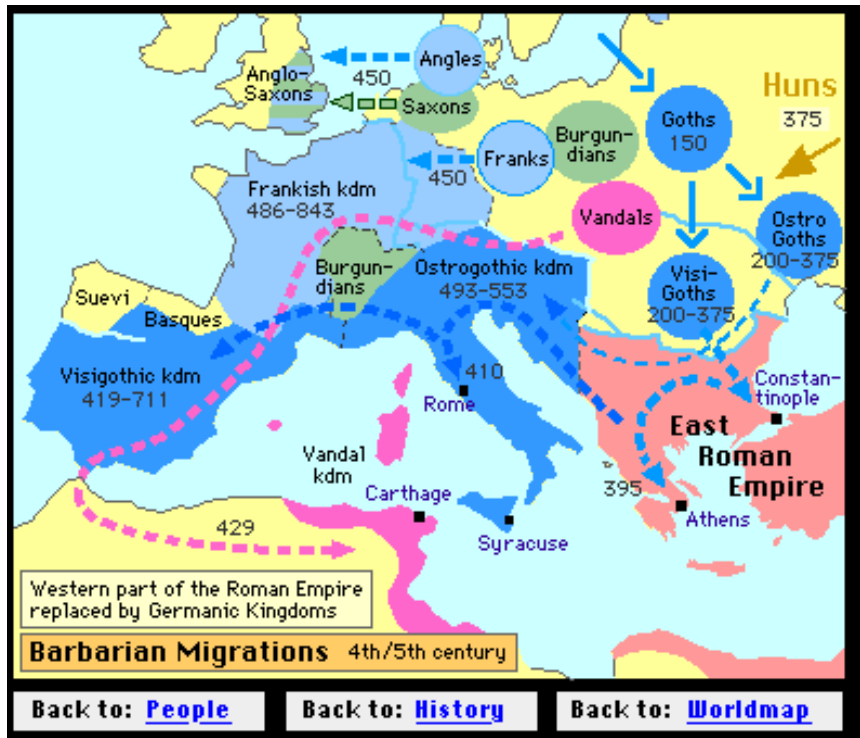 Angles
450
Anglo-
Saxons
Saxons
Huns
375
Goths
150
Burgun-
dians
Franks
450
Frankish kdm
486-843
Vandals
Ostro
Goths
200-375
Visi-
Goths
200-375
Burgun-
dians
Ostrogothic kdm
493-553
Suevi
Basques
Visigothic kdm
419-711
410
Rome
Constan-
tinople
East
Roman
Empire
Vandal
kdm
Carthage
395
Athens
429
Syracuse
Western part of the Roman Empire
replaced by Germanic Kingdoms
Barbarian Migrations 4th/5th century
Back to: People
Back to: History
Back to: Worldmap